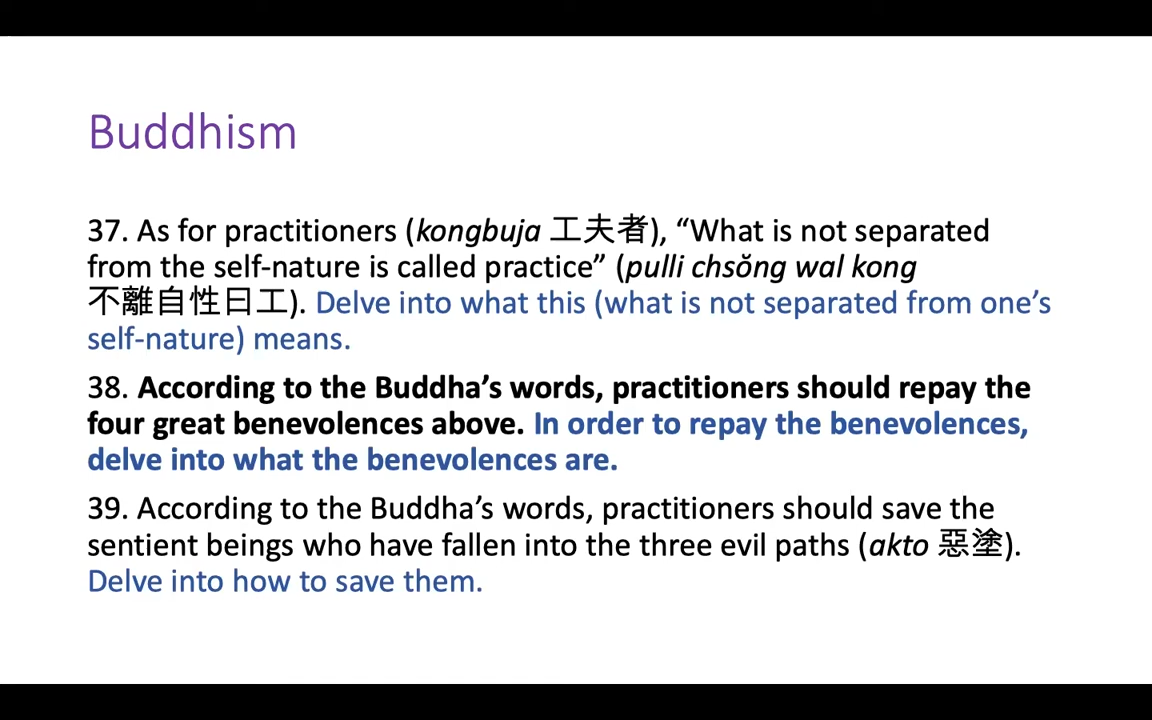 Buddhism
37. As for practitioners (kongbuja 工夫者), “What is not separated
from the self-nature is called practice” (pulli chsŏng wal kong
不離自性曰工). Delve into what this (what is not separated from one’s
self-nature) means.
38. According to the Buddha’s words, practitioners should repay the
four great benevolences above. In order to repay the benevolences,
delve into what the benevolences are.
39. According to the Buddha’s words, practitioners should save the
sentient beings who have fallen into the three evil paths (akto 惡塗).
Delve into how to save them.